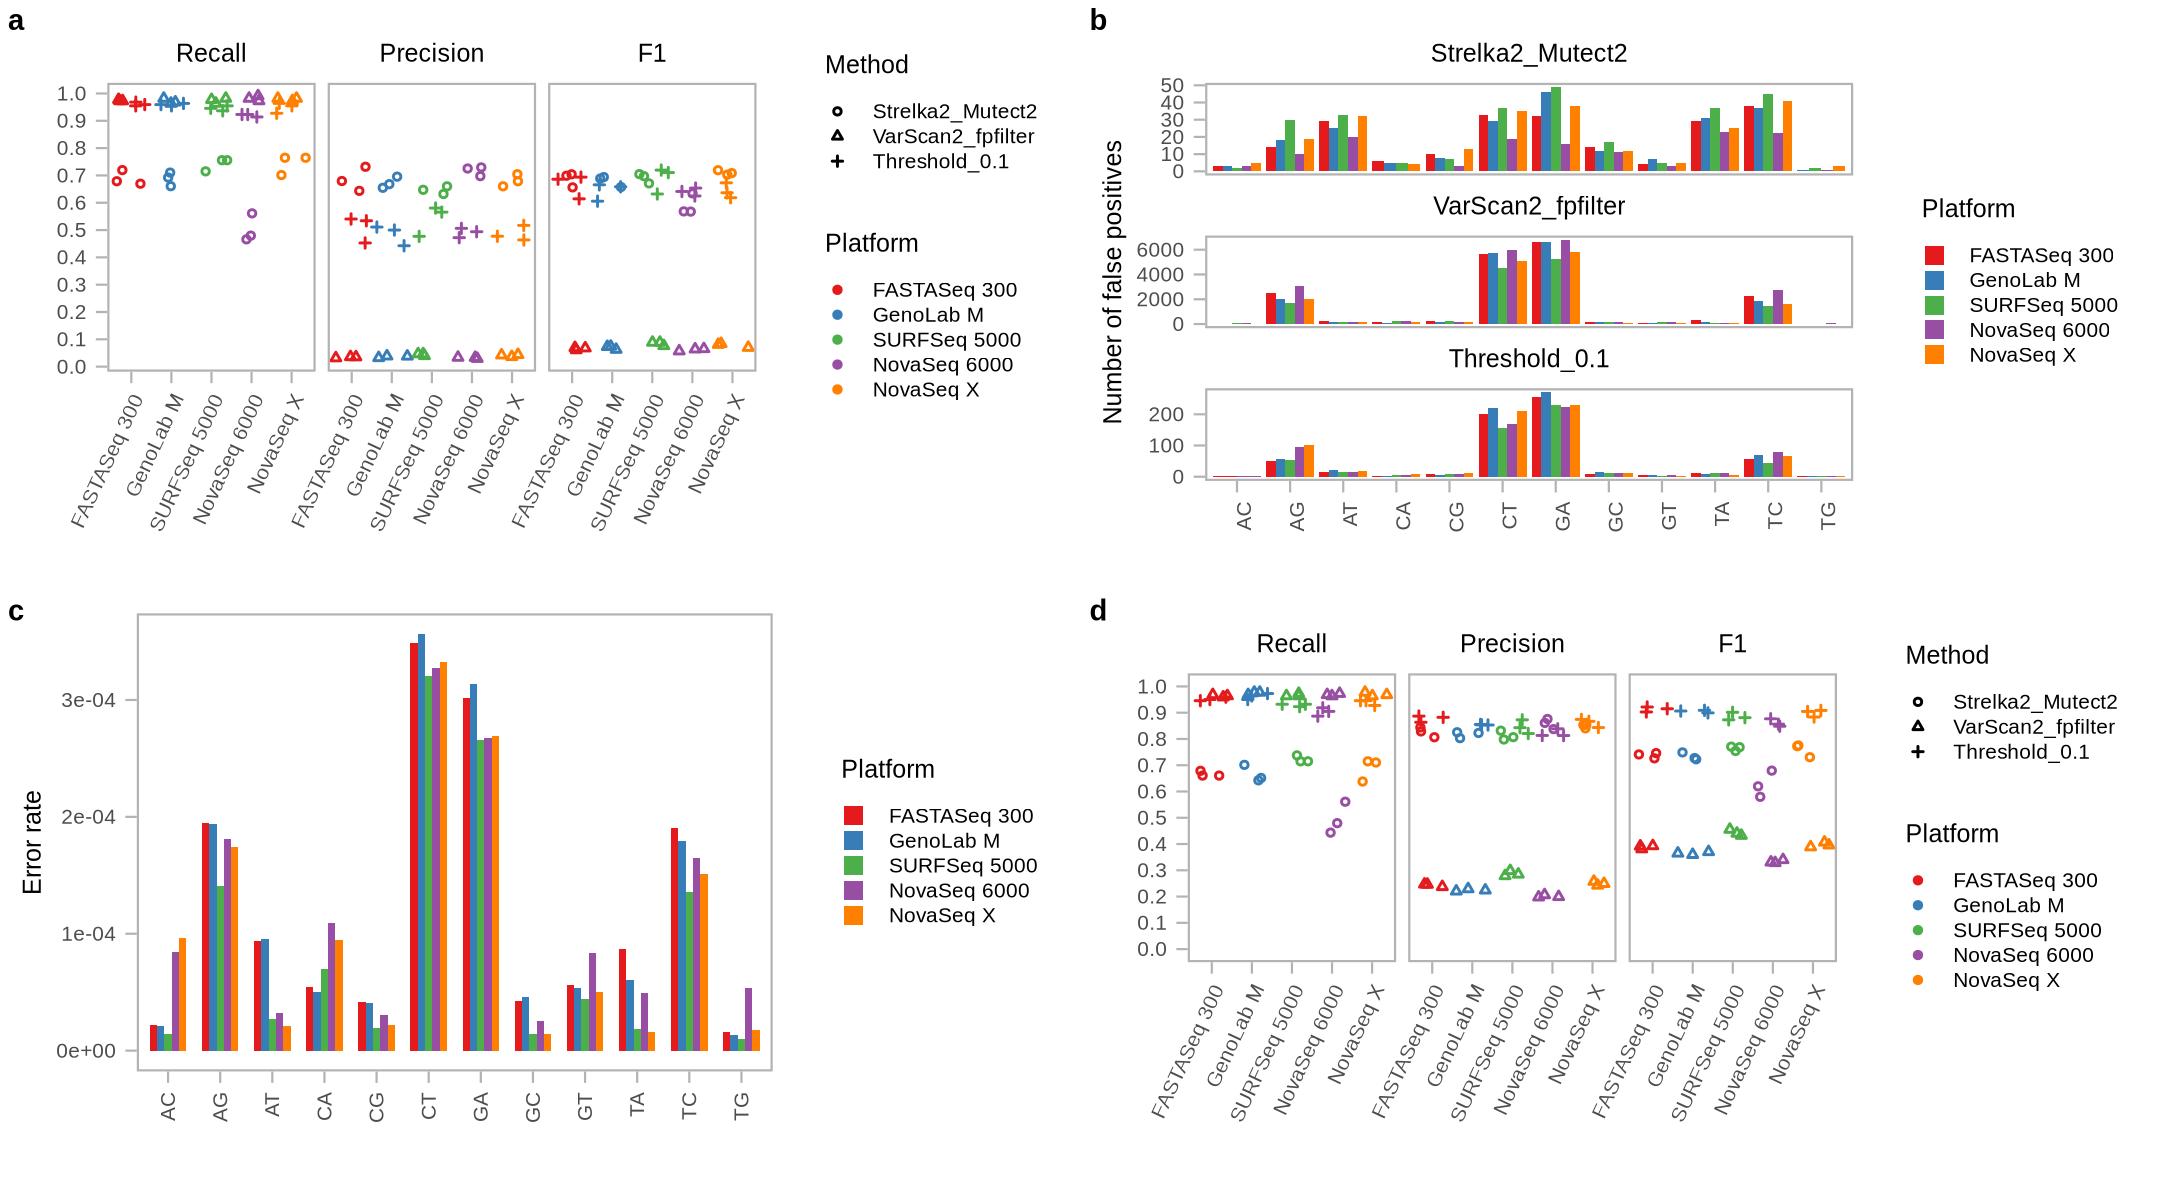 a
Recall
Precision
F1
1.0
0.9
0.8
0.7
0.6
0.5
0.4
0.3
0.2
0.1
0.0
FASTASeq 300
GenoLab M
SURFSeq 5000
NovaSeq 6000
NovaSeq X
FASTASeq 300
GenoLab M
SURFSeq 5000
NovaSeq 6000
NovaSeq X
FASTASeq 300
GenoLab M
SURFSeq 5000
NovaSeq 6000
NovaSeq X
Method
Strelka2_Mutect2
VarScan2_fpfilter
Threshold_0.1
Platform
FASTASeq 300
GenoLab M
SURFSeq 5000
NovaSeq 6000
NovaSeq X
b
Number of false positives
Strelka2_Mutect2
50
40
30
20
10
0
VarScan2_fpfilter
6000
4000
2000
0
Threshold_0.1
200
100
0
AC
AG
AT
CA
CG
CT
GA
GC
GT
TA
TC
TG
Platform
FASTASeq 300
GenoLab M
SURFSeq 5000
NovaSeq 6000
NovaSeq X
c
Error rate
3e-04
2e-04
1e-04
0e+00
AC
AG
AT
CA
CG
CT
GA
GC
GT
TA
TC
TG
Platform
FASTASeq 300
GenoLab M
SURFSeq 5000
NovaSeq 6000
NovaSeq X
d
Recall
Precision
F1
1.0
0.9
0.8
0.7
0.6
0.5
0.4
0.3
0.2
0.1
0.0
FASTASeq 300
GenoLab M
SURFSeq 5000
NovaSeq 6000
NovaSeq X
FASTASeq 300
GenoLab M
SURFSeq 5000
NovaSeq 6000
NovaSeq X
FASTASeq 300
GenoLab M
SURFSeq 5000
NovaSeq 6000
NovaSeq X
Method
Strelka2_Mutect2
VarScan2_fpfilter
Threshold_0.1
Platform
FASTASeq 300
GenoLab M
SURFSeq 5000
NovaSeq 6000
NovaSeq X